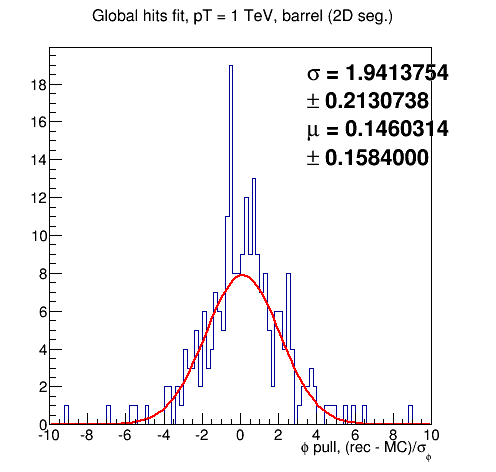 Global hits fit, pT = 1 TeV, barrel (2D seg.)
σ = 1.9413754
± 0.2130738
μ = 0.1460314
± 0.1584000
18
16
14
12
10
8
6
4
2
0
-10 -8 -6 -4 -2 0 2 4 6 8 10
ϕ pull, (rec - MC)/σ_ϕ